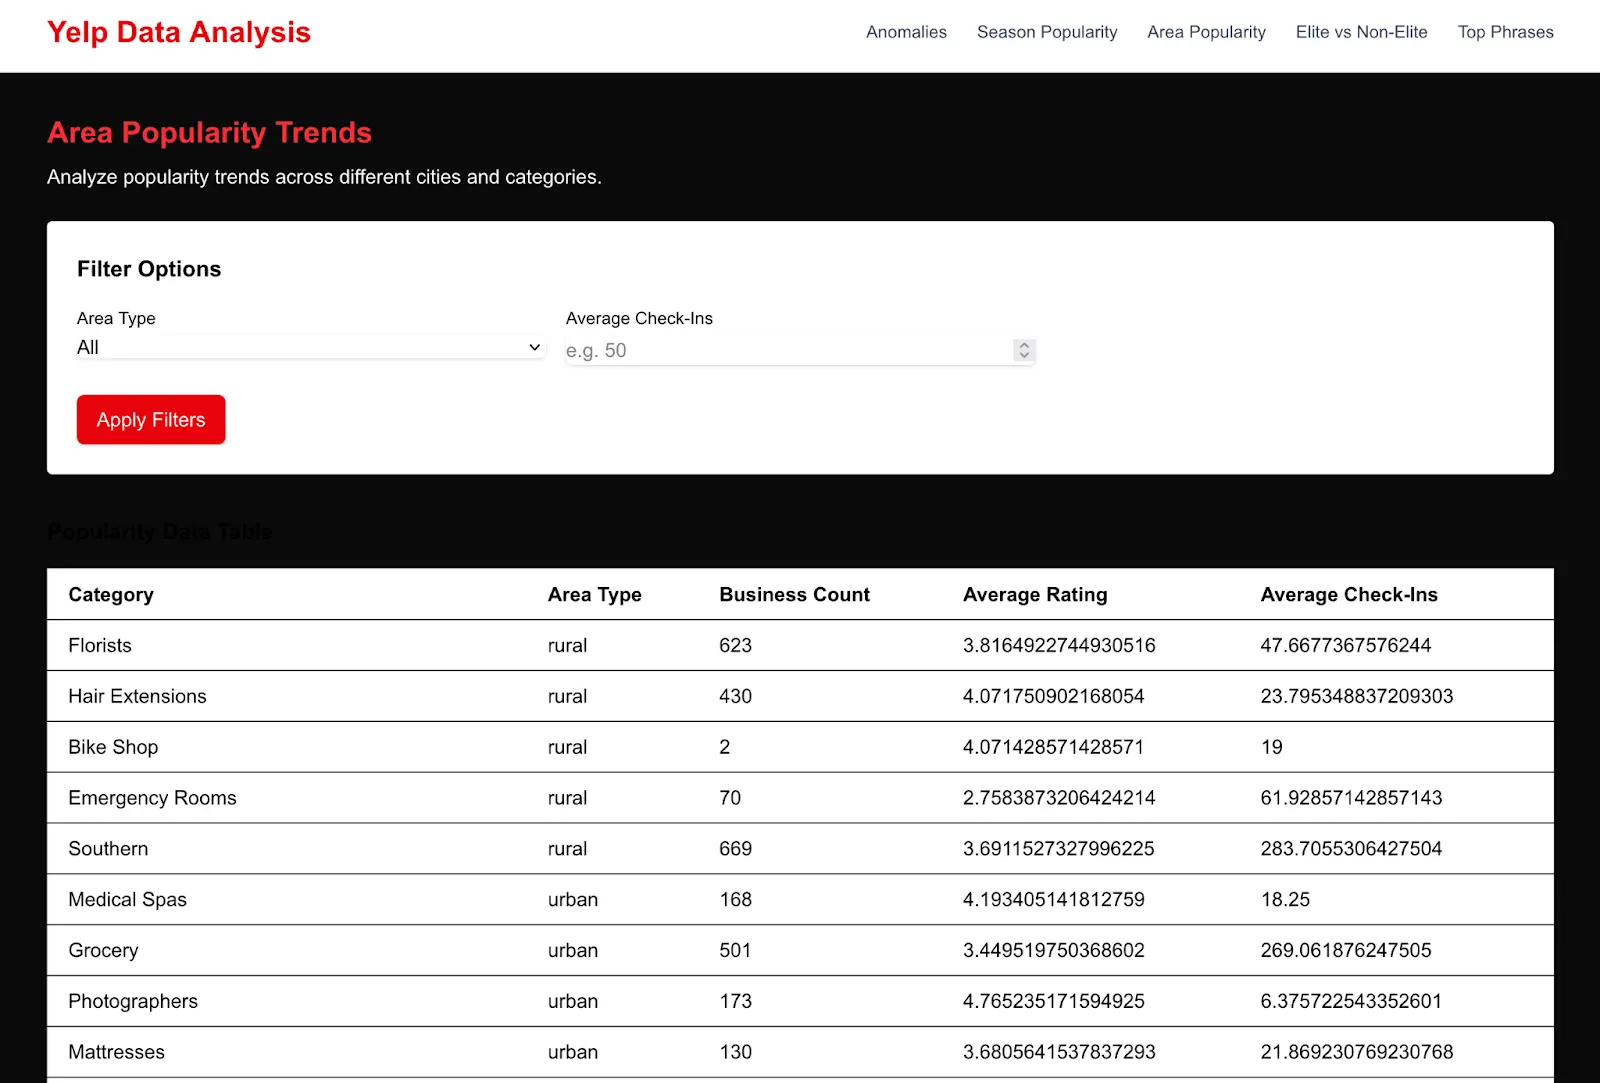 Yelp Data Analysis Anomalies Season Popularity Area Popularity Elite vs Non-Elite Top Phrases
Area Popularity Trends
Analyze popularity trends across different cities and categories.
Filter Options
Area Type Average Check-Ins
All e.g. 50
Apply Filters
Popularity Data Table
Category Area Type Business Count Average Rating Average Check-Ins
Florists rural 623 3.8164922744930516 47.6677367576244
Hair Extensions rural 430 4.071750902168054 23.795348837209303
Bike Shop rural 2 4.071428571428571 19
Emergency Rooms rural 70 2.7583873206424214 61.92857142857143
Southern rural 669 3.6911527327996225 283.7055306427504
Medical Spas urban 168 4.193405141812759 18.25
Grocery urban 501 3.449519750368602 269.061876247505
Photographers urban 173 4.765235171594925 6.375722543352601
Mattresses urban 130 3.6805641537837293 21.869230769230768